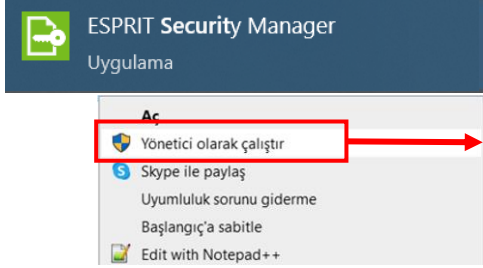 ESPRIT Security Manager
Uygulama
Aç
Yönetici olarak çalıştır
Skype ile paylaş
Uyumluluk sorunu giderme
Başlangıç'a sabitle
Edit with Notepad++